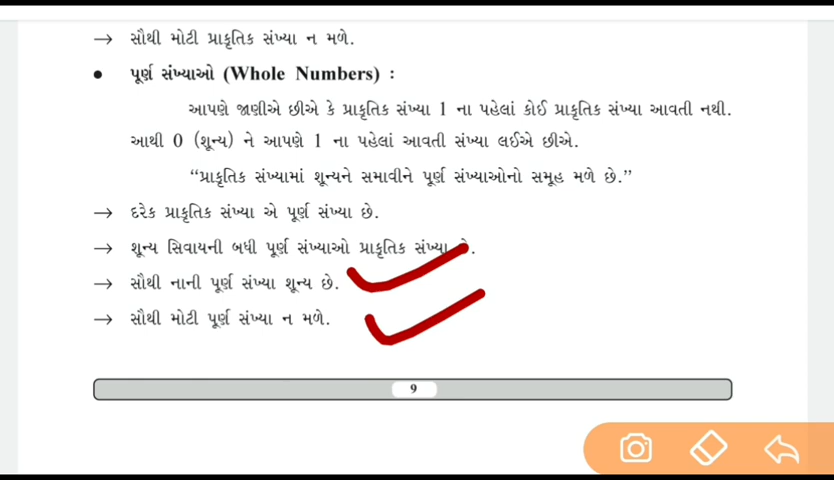 → સૌથી મોટી પ્રાકૃતિક સંખ્યા ન મળે.
• પૂર્ણ સંખ્યાઓ (Whole Numbers) :
આપણે જાણીએ છીએ કે પ્રાકૃતિક સંખ્યા 1 ના પહેલાં કોઈ પ્રાકૃતિક સંખ્યા આવતી નથી.
આથી 0 (શૂન્ય) ને આપણે 1 ના પહેલાં આવતી સંખ્યા લઈએ છીએ.
“પ્રાકૃતિક સંખ્યામાં શૂન્યને સમાવીને પૂર્ણ સંખ્યાઓનો સમૂહ મળે છે.”
→ દરેક પ્રાકૃતિક સંખ્યા એ પૂર્ણ સંખ્યા છે.
→ શૂન્ય સિવાયની બધી પૂર્ણ સંખ્યાઓ પ્રાકૃતિક સંખ્યા છે.
→ સૌથી નાની પૂર્ણ સંખ્યા શૂન્ય છે.
→ સૌથી મોટી પૂર્ણ સંખ્યા ન મળે.
9